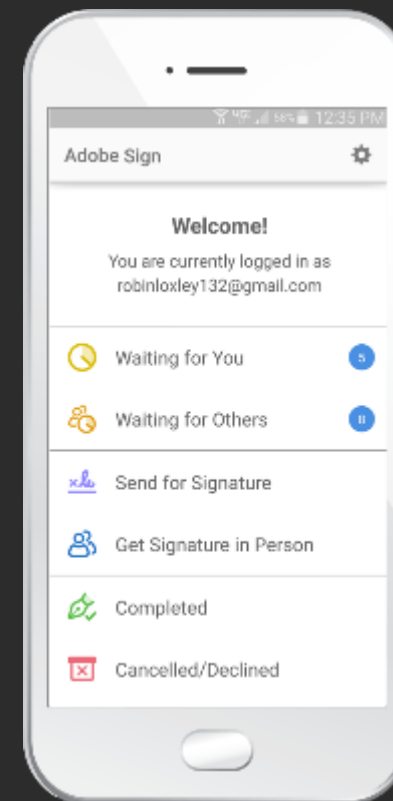 58% 12:35 PM
Adobe Sign
Welcome!
You are currently logged in as
robinloxley132@gmail.com
Waiting for You 5
Waiting for Others 8
Send for Signature
Get Signature in Person
Completed
Cancelled/Declined